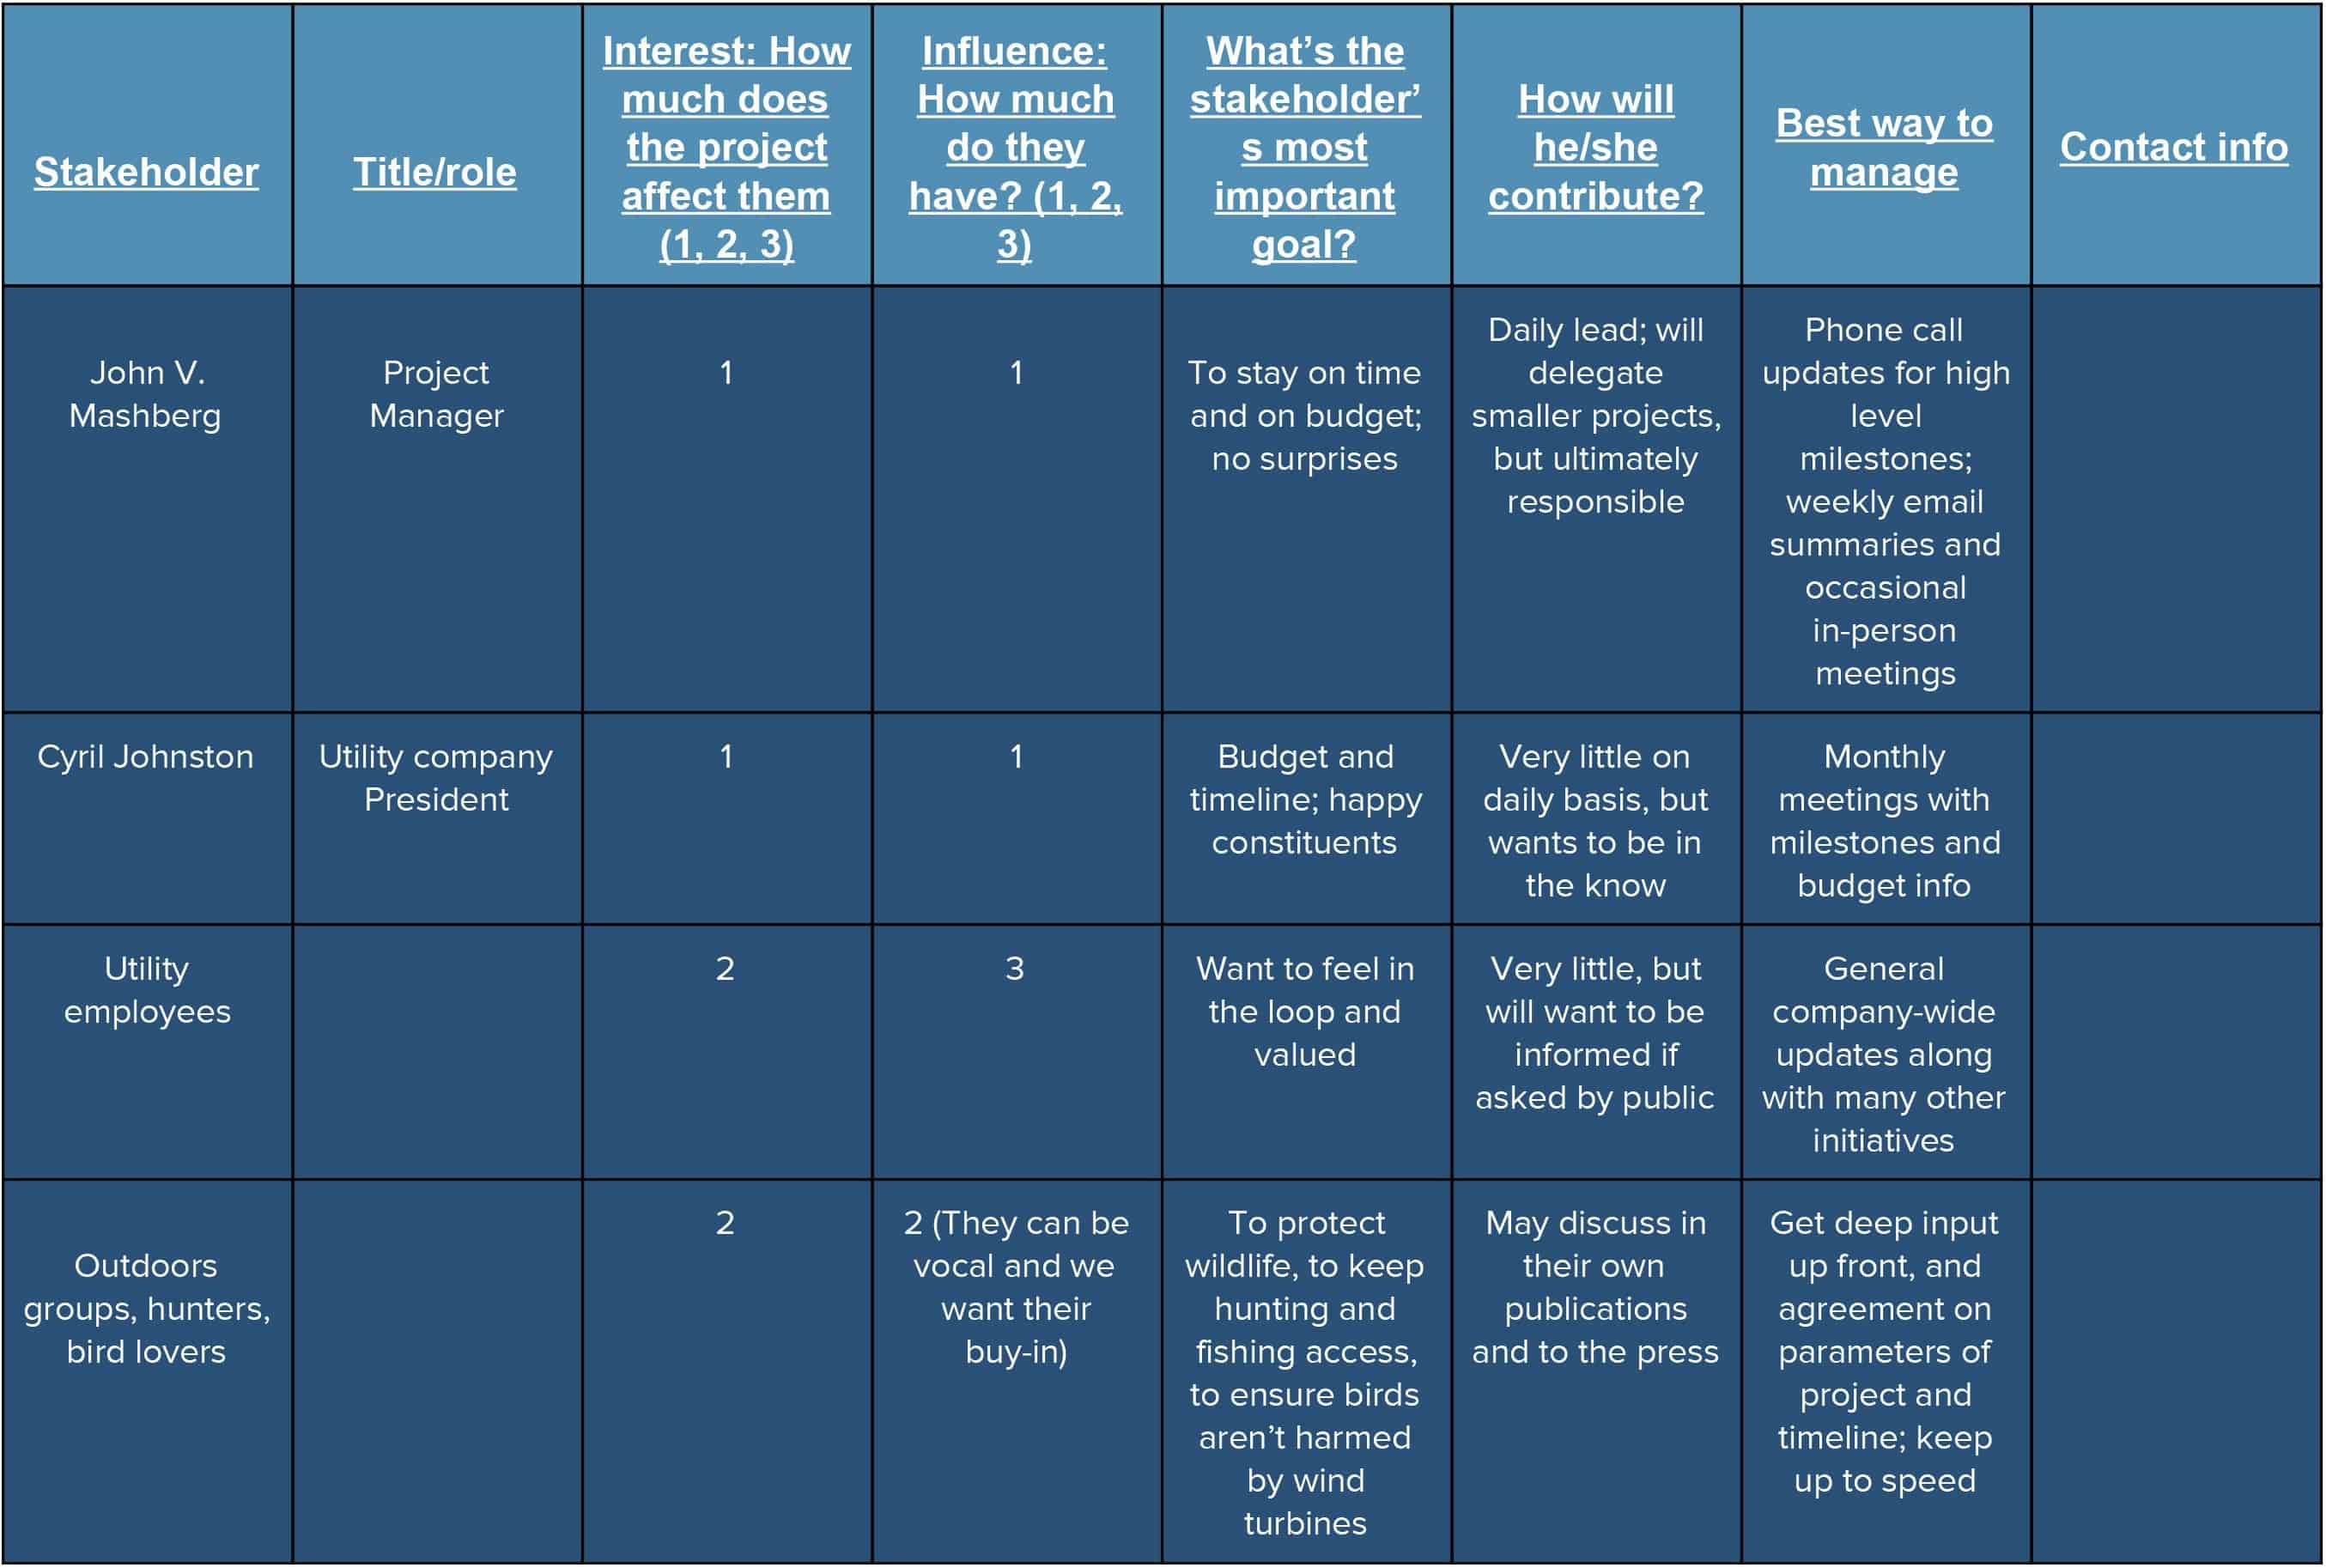 Stakeholder
Title/role
Interest: How
much does
the project
affect them
(1, 2, 3)
Influence:
How much
do they
have? (1, 2,
3)
What’s the
stakeholder’
s most
important
goal?
How will
he/she
contribute?
Best way to
manage
Contact info
John V.
Mashberg
Project
Manager
1
1
To stay on time
and on budget;
no surprises
Daily lead; will
delegate
smaller projects,
but ultimately
responsible
Phone call
updates for high
level
milestones;
weekly email
summaries and
occasional
in-person
meetings
Cyril Johnston
Utility company
President
1
1
Budget and
timeline; happy
constituents
Very little on
daily basis, but
wants to be in
the know
Monthly
meetings with
milestones and
budget info
Utility
employees
2
3
Want to feel in
the loop and
valued
Very little, but
will want to be
informed if
asked by public
General
company-wide
updates along
with many other
initiatives
Outdoors
groups, hunters,
bird lovers
2
2 (They can be
vocal and we
want their
buy-in)
To protect
wildlife, to keep
hunting and
fishing access,
to ensure birds
aren’t harmed
by wind
turbines
May discuss in
their own
publications
and to the press
Get deep input
up front, and
agreement on
parameters of
project and
timeline; keep
up to speed